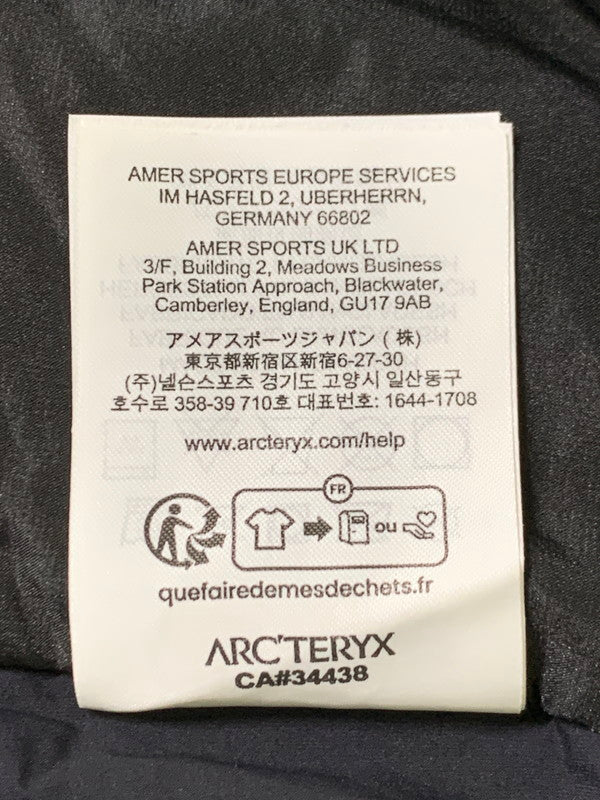 AMER SPORTS EUROPE SERVICES
IM HASFELD 2, UBERHERRN,
GERMANY 66802
AMER SPORTS UK LTD
3/F, Building 2, Meadows Business
Park Station Approach, Blackwater,
Camberley, England, GU17 9AB
アメアスポーツジャパン(株)
東京都新宿区新宿6-27-30
(주)넬슨스포츠 경기도 고양시 일산동구
호수로 358-39 710호 대표번호: 1644-1708
www.arcteryx.com/help
FR
ou
quefairedemesdechets.fr
ARC'TERYX
CA#34438